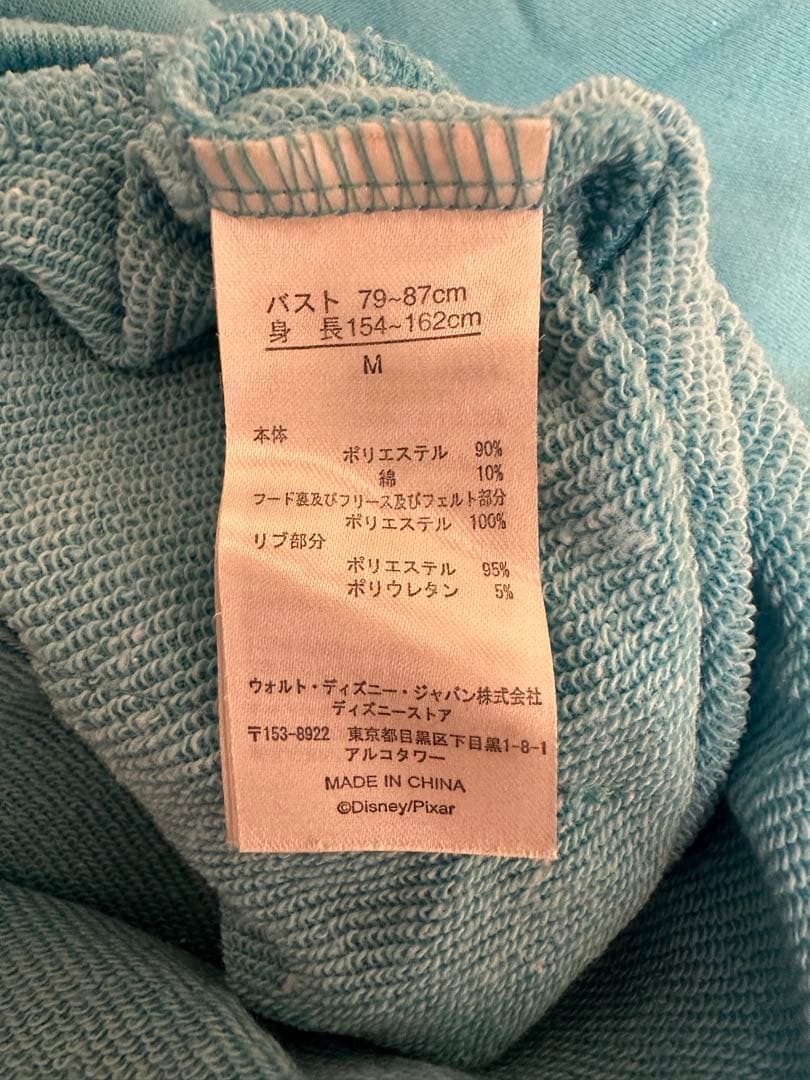 バスト 79~87cm
身 長154~162cm
M
本体
ポリエステル 90%
綿 10%
フード裏及びフリース及びフェルト部分
ポリエステル 100%
リブ部分
ポリエステル 95%
ポリウレタン 5%
ウォルト・ディズニー・ジャパン株式会社
ディズニーストア
〒153-8922 東京都目黒区下目黒1-8-1
アルコタワー
MADE IN CHINA
©Disney/Pixar